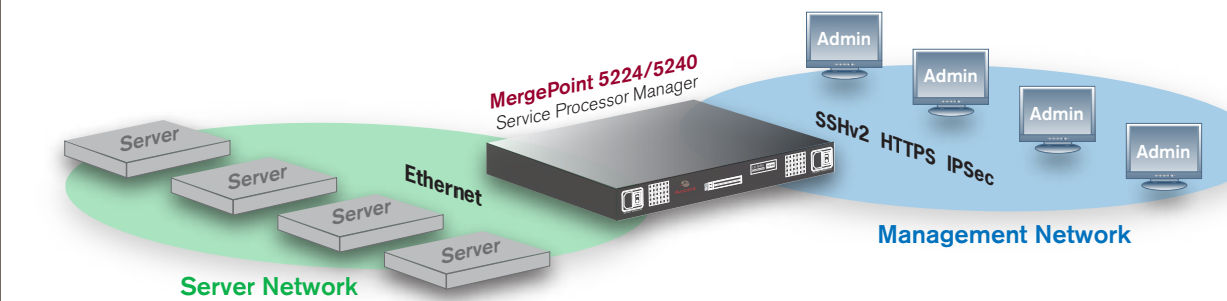 MergePoint 5224/5240
Service Processor Manager
Admin
Admin
Admin
Admin
SSHv2 HTTPS IPSec
Management Network
Server
Server
Server
Server
Ethernet
Server Network